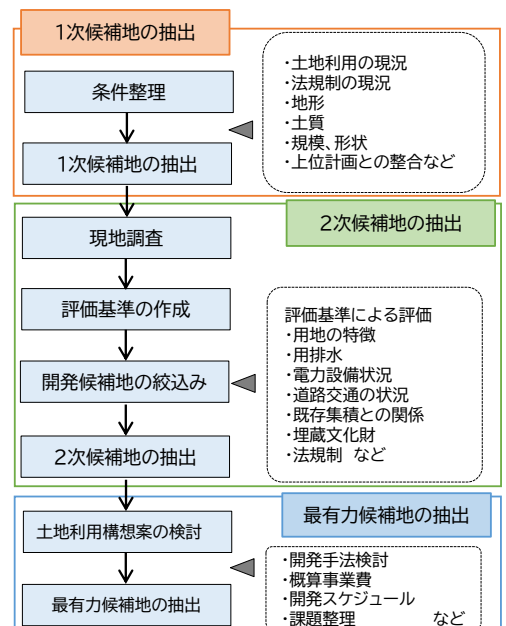 1次候補地の抽出
条件整理
1次候補地の抽出
・土地利用の現況
・法規制の現況
・地形
・土質
・規模、形状
・上位計画との整合など
2次候補地の抽出
現地調査
評価基準の作成
開発候補地の絞込み
2次候補地の抽出
評価基準による評価
・用地の特徴
・用排水
・電力設備状況
・道路交通の状況
・既存集積との関係
・埋蔵文化財
・法規制 など
最有力候補地の抽出
土地利用構想案の検討
最有力候補地の抽出
・開発手法検討
・概算事業費
・開発スケジュール
・課題整理 など